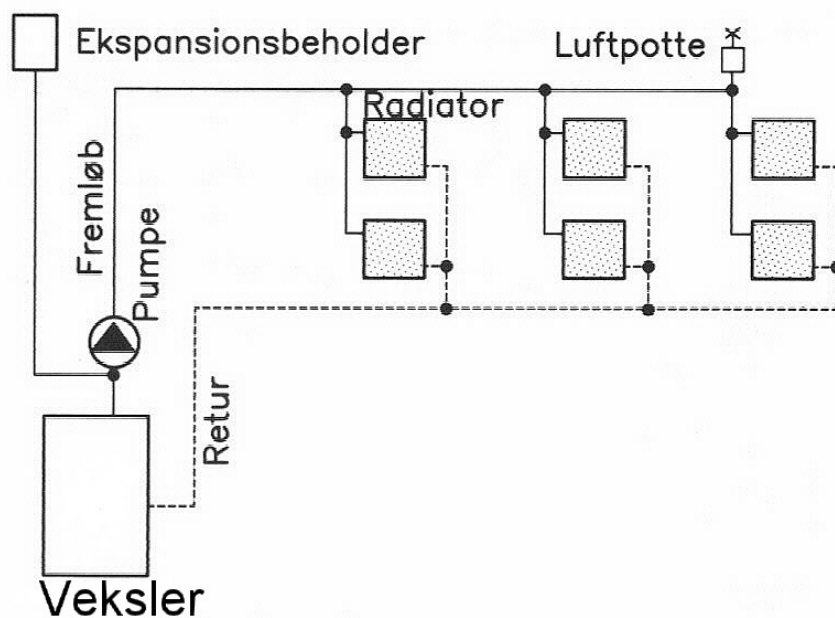 Ekspansionsbeholder
Luftpotte
Radiator
Fremløb
Pumpe
Retur
Veksler